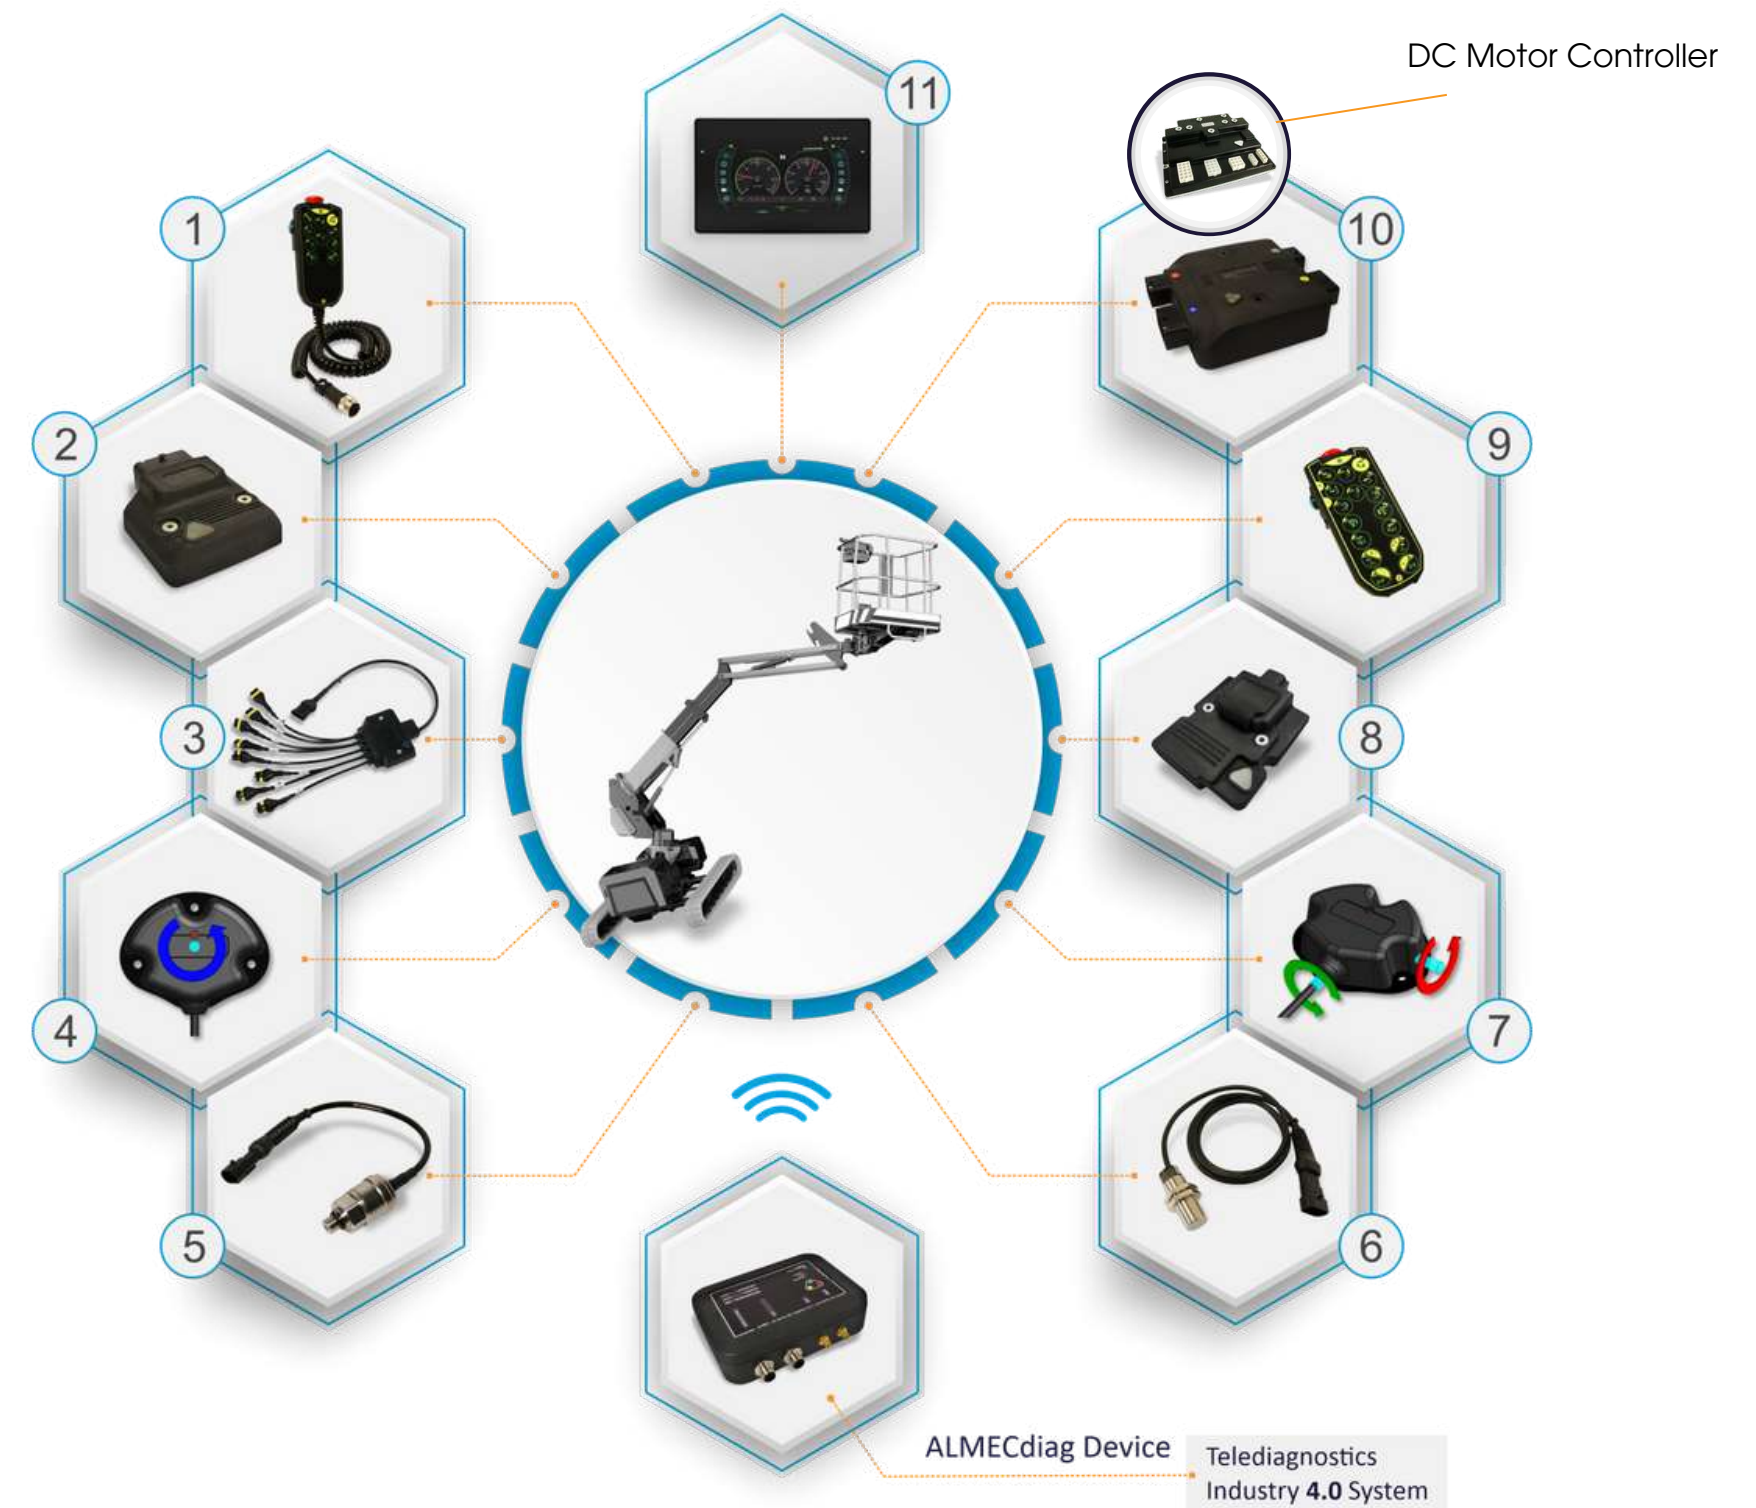 DC Motor Controller
11
1
10
2
9
3
8
4
7
5
6
ALMECdiag Device
Telediagnostics
Industry 4.0 System